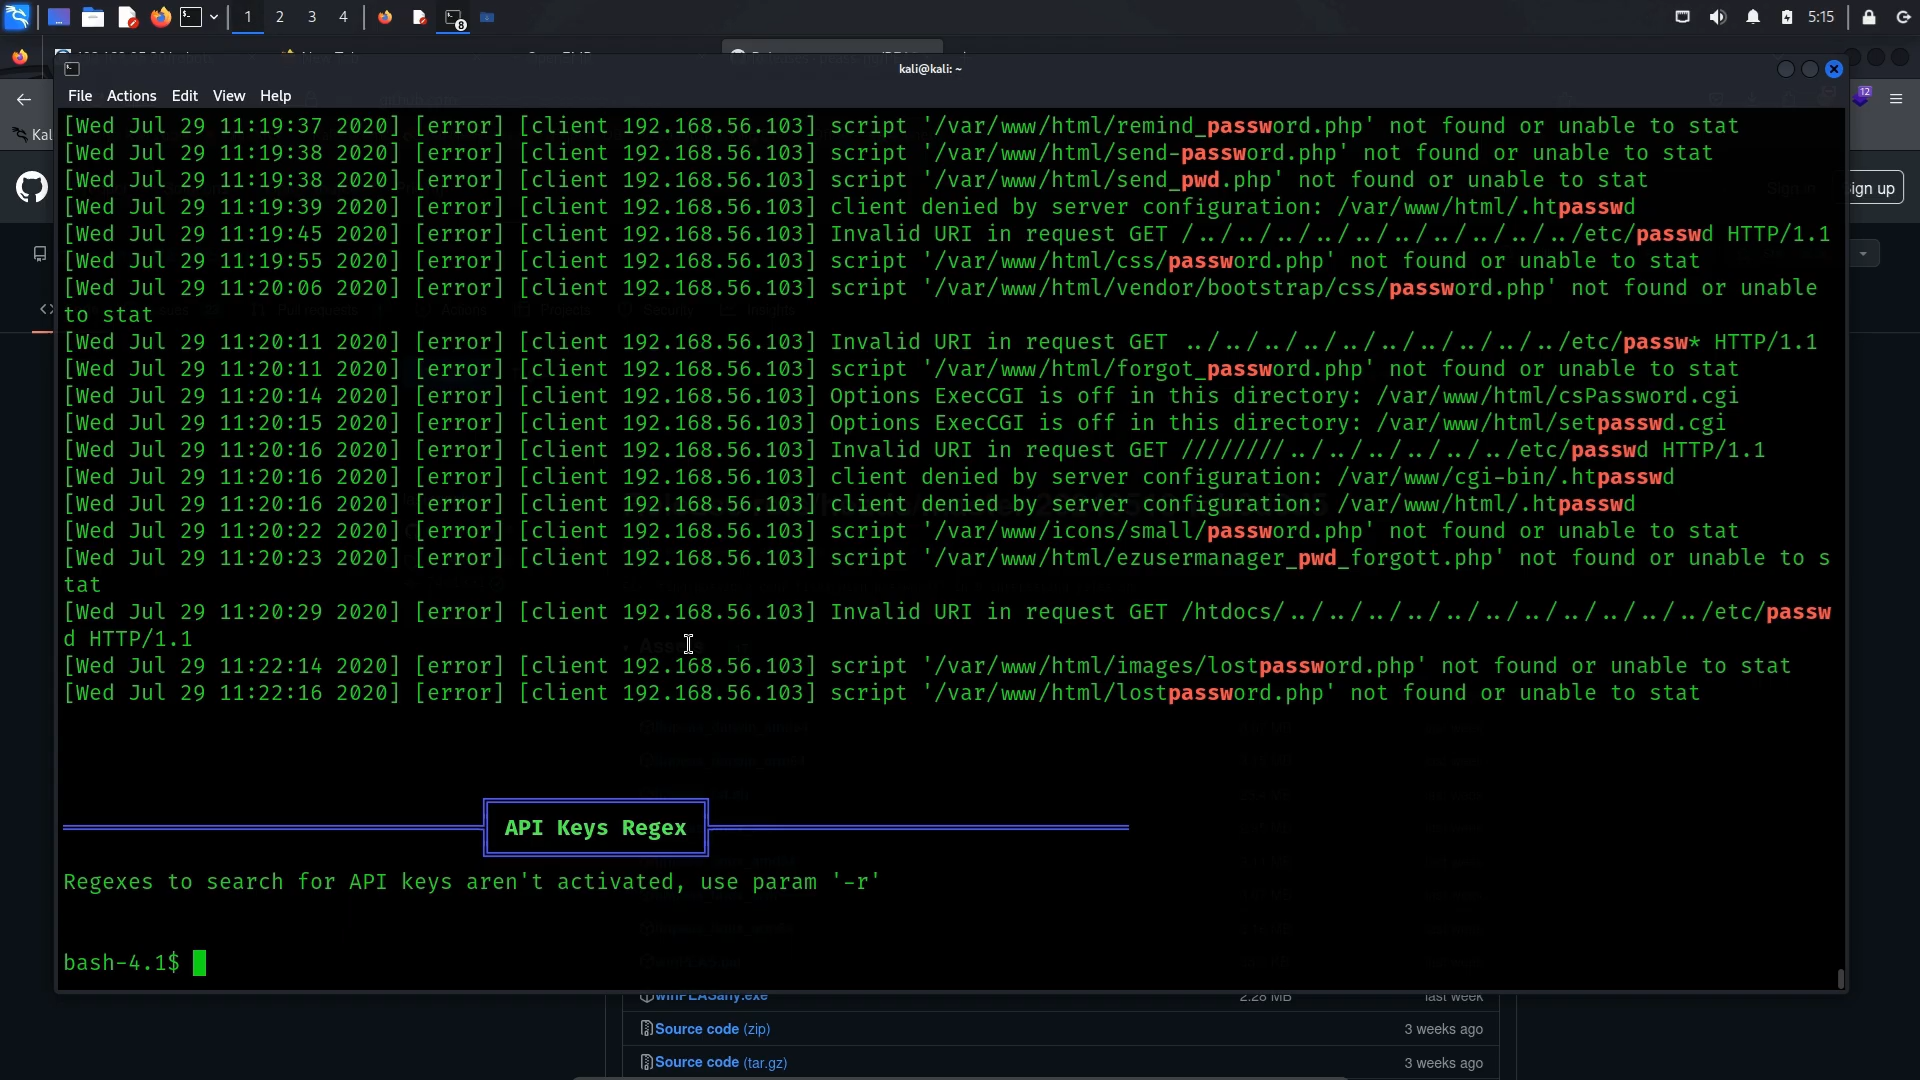 1 2 3 4 8 5:15
kali@kali: ~
File Actions Edit View Help
12
Kal
[Wed Jul 29 11:19:37 2020] [error] [client 192.168.56.103] script '/var/www/html/remind_password.php' not found or unable to stat
[Wed Jul 29 11:19:38 2020] [error] [client 192.168.56.103] script '/var/www/html/send-password.php' not found or unable to stat
[Wed Jul 29 11:19:38 2020] [error] [client 192.168.56.103] script '/var/www/html/send_pwd.php' not found or unable to stat
Sign in ign up
[Wed Jul 29 11:19:39 2020] [error] [client 192.168.56.103] client denied by server configuration: /var/www/html/.htpasswd
[Wed Jul 29 11:19:45 2020] [error] [client 192.168.56.103] Invalid URI in request GET /../../../../../../../../../../etc/passwd HTTP/1.1
[Wed Jul 29 11:19:55 2020] [error] [client 192.168.56.103] script '/var/www/html/css/password.php' not found or unable to stat
[Wed Jul 29 11:20:06 2020] [error] [client 192.168.56.103] script '/var/www/html/vendor/bootstrap/css/password.php' not found or unable
to stat
[Wed Jul 29 11:20:11 2020] [error] [client 192.168.56.103] Invalid URI in request GET ../../../../../../../../../../etc/passw* HTTP/1.1
[Wed Jul 29 11:20:11 2020] [error] [client 192.168.56.103] script '/var/www/html/forgot_password.php' not found or unable to stat
[Wed Jul 29 11:20:14 2020] [error] [client 192.168.56.103] Options ExecCGI is off in this directory: /var/www/html/csPassword.cgi
[Wed Jul 29 11:20:15 2020] [error] [client 192.168.56.103] Options ExecCGI is off in this directory: /var/www/html/setpasswd.cgi
[Wed Jul 29 11:20:16 2020] [error] [client 192.168.56.103] Invalid URI in request GET ////////../../../../../../etc/passwd HTTP/1.1
[Wed Jul 29 11:20:16 2020] [error] [client 192.168.56.103] client denied by server configuration: /var/www/cgi-bin/.htpasswd
[Wed Jul 29 11:20:16 2020] [error] [client 192.168.56.103] client denied by server configuration: /var/www/html/.htpasswd
[Wed Jul 29 11:20:22 2020] [error] [client 192.168.56.103] script '/var/www/icons/small/password.php' not found or unable to stat
[Wed Jul 29 11:20:23 2020] [error] [client 192.168.56.103] script '/var/www/html/ezusermanager_pwd_forgott.php' not found or unable to s
tat
[Wed Jul 29 11:20:29 2020] [error] [client 192.168.56.103] Invalid URI in request GET /htdocs/../../../../../../../../../../../etc/passw
d HTTP/1.1
[Wed Jul 29 11:22:14 2020] [error] [client 192.168.56.103] script '/var/www/html/images/lostpassword.php' not found or unable to stat
[Wed Jul 29 11:22:16 2020] [error] [client 192.168.56.103] script '/var/www/html/lostpassword.php' not found or unable to stat
API Keys Regex
Regexes to search for API keys aren't activated, use param '-r'
bash-4.1$
winPEASany.exe 2.28 MB last week
Source code (zip) 3 weeks ago
Source code (tar.gz) 3 weeks ago